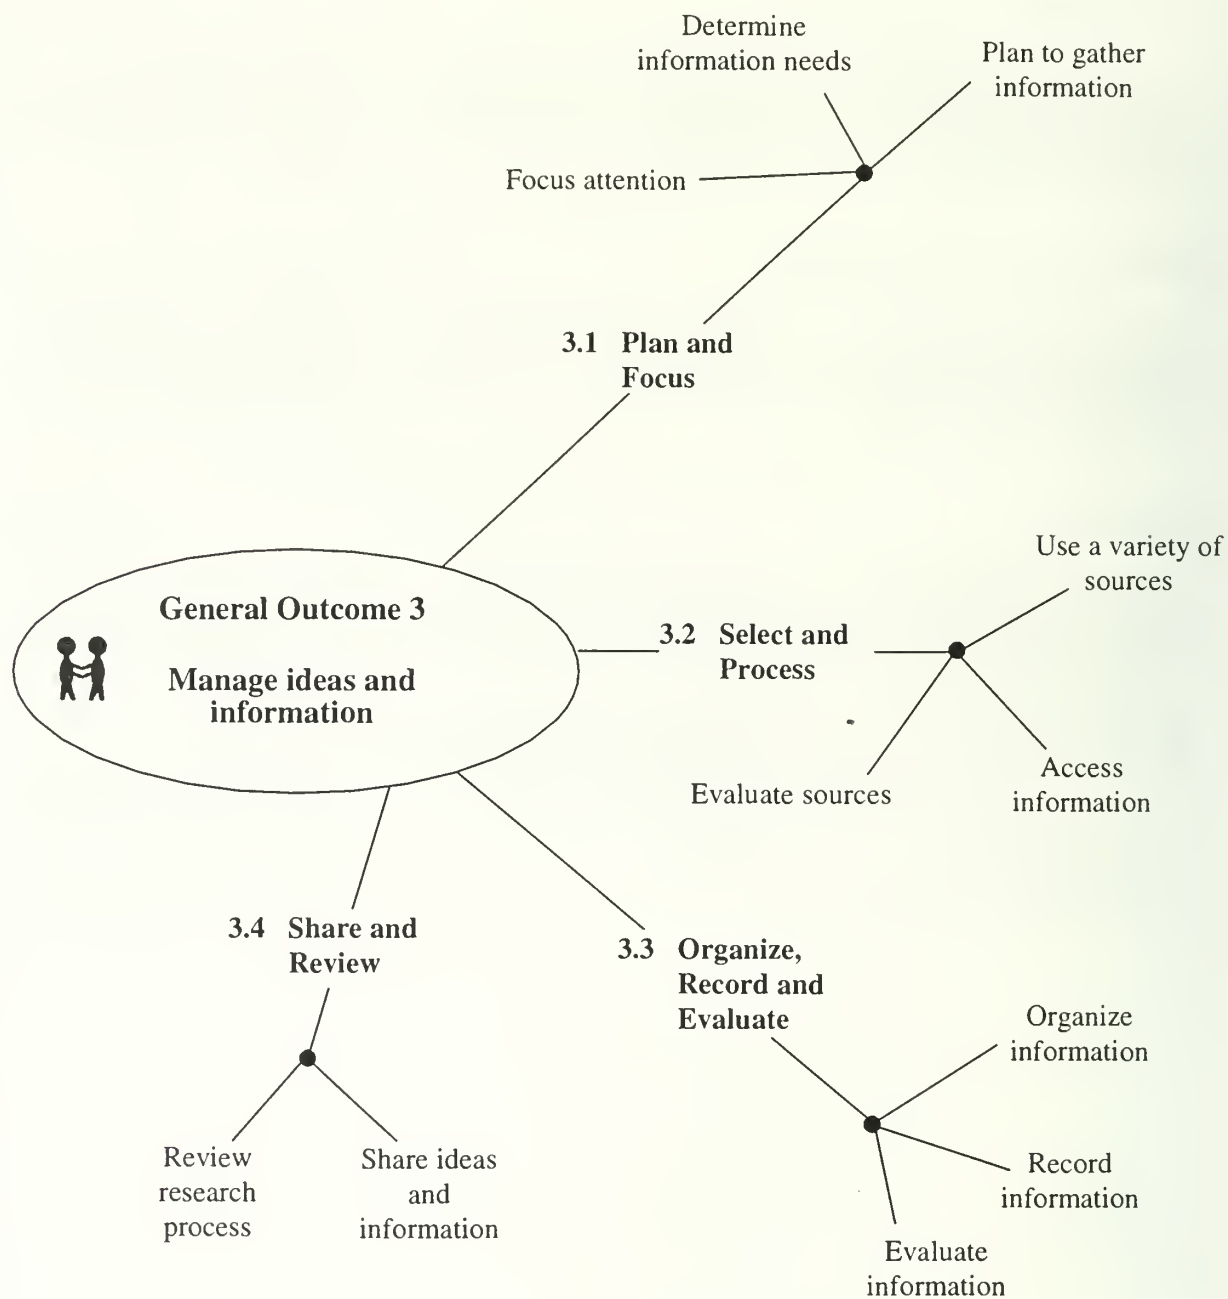 Determine
information needs
Plan to gather
information
Focus attention
3.1 Plan and
Focus
General Outcome 3
Manage ideas and
information
3.2 Select and
Process
Use a variety of
sources
Evaluate sources
Access
information
3.4 Share and
Review
Review
research
process
Share ideas
and
information
3.3 Organize,
Record and
Evaluate
Organize
information
Record
information
Evaluate
information